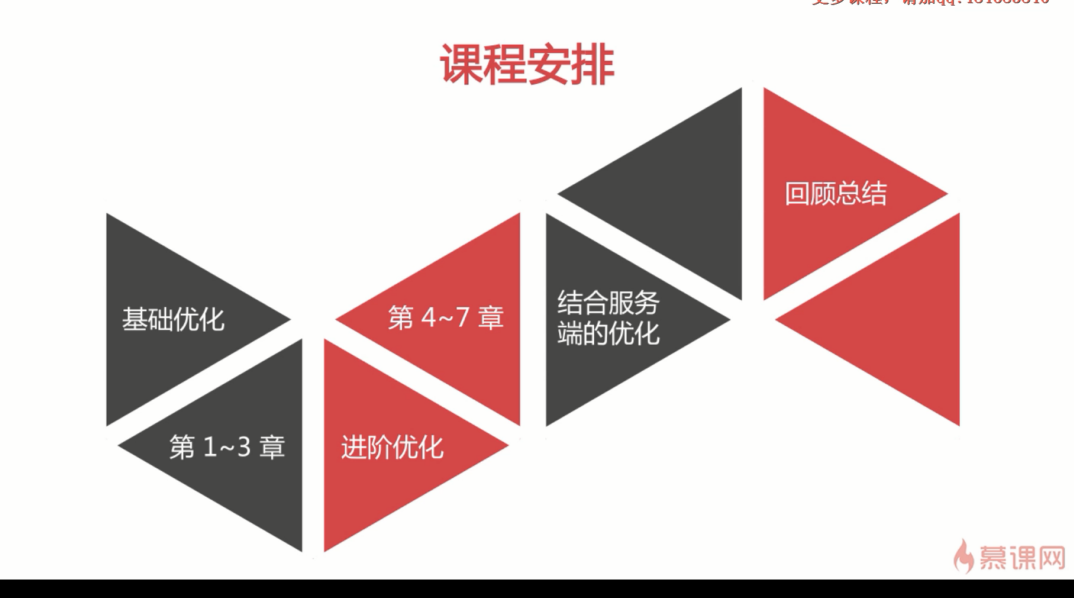 课程安排
基础优化
第 1~3 章
第 4~7 章
进阶优化
结合服务
端的优化
回顾总结
慕课网